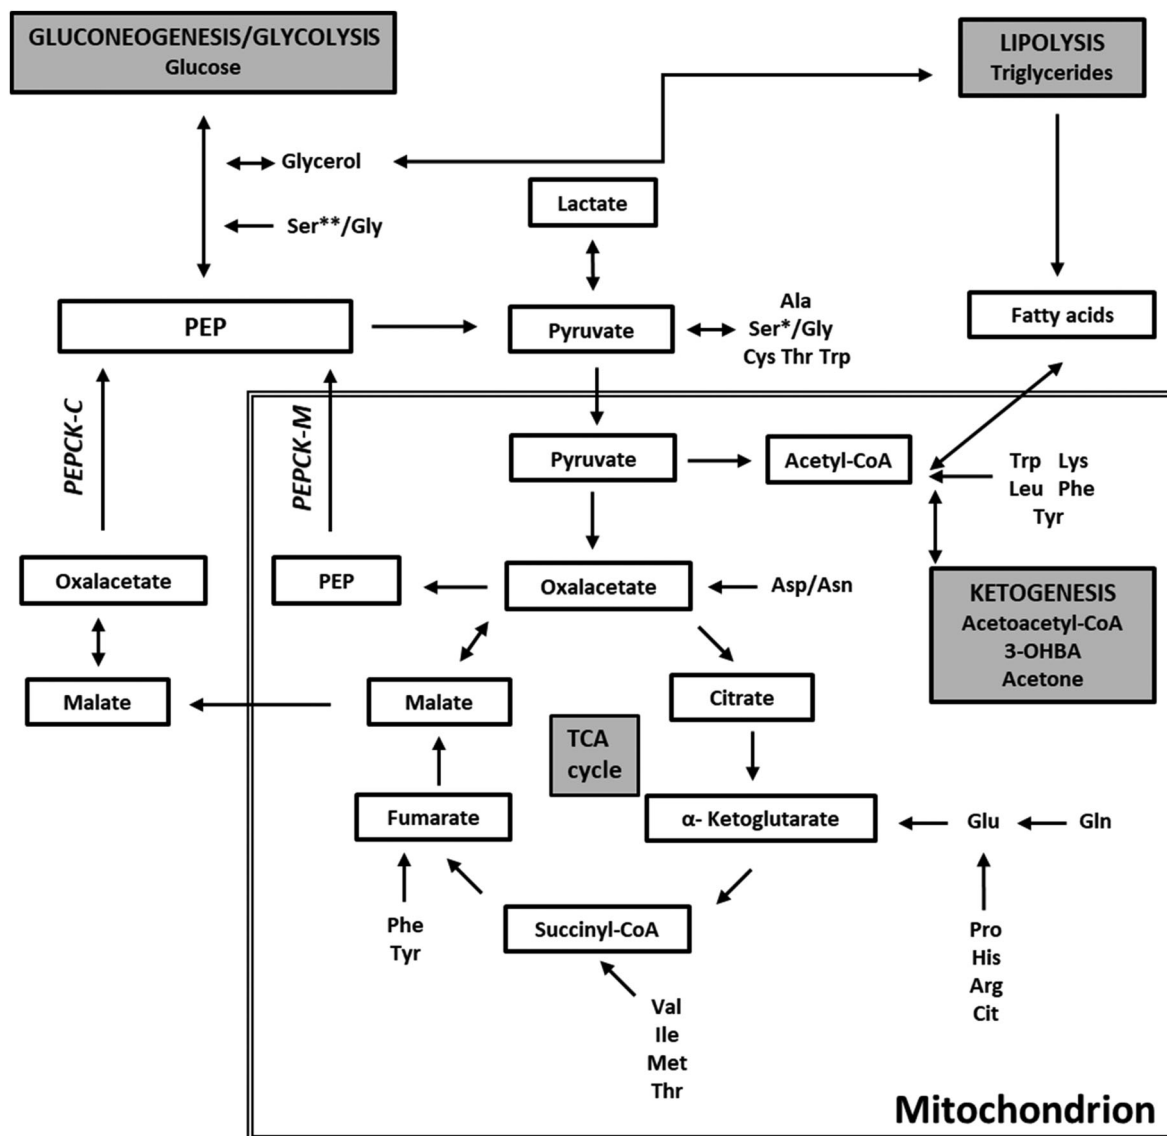 GLUCONEOGENESIS/GLYCOLYSIS
Glucose
LIPOLYSIS
Triglycerides
Glycerol
Lactate
Ser**/Gly
PEP
Pyruvate
Ala
Ser*/Gly
Cys Thr Trp
Fatty acids
PEPCK-C
PEPCK-M
Pyruvate
Acetyl-CoA
Trp Lys
Leu Phe
Tyr
Oxalacetate
PEP
Oxalacetate
Asp/Asn
KETOGENESIS
Acetoacetyl-CoA
3-OHBA
Acetone
Malate
Malate
Citrate
TCA
cycle
Fumarate
α- Ketoglutarate
Glu
Gln
Phe
Tyr
Succinyl-CoA
Pro
His
Arg
Cit
Val
Ile
Met
Thr
Mitochondrion